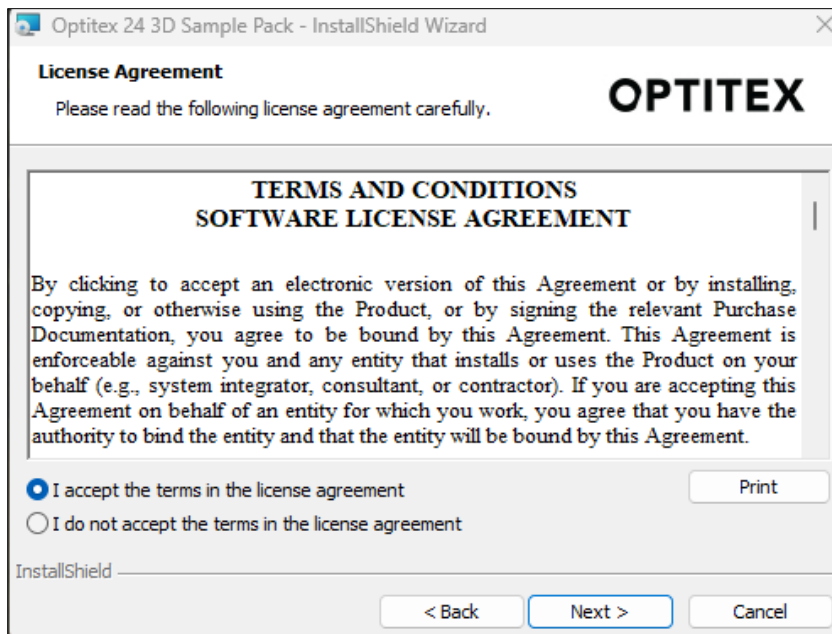 Optitex 24 3D Sample Pack - InstallShield Wizard
License Agreement
Please read the following license agreement carefully.
OPTITEX
TERMS AND CONDITIONS
SOFTWARE LICENSE AGREEMENT
By clicking to accept an electronic version of this Agreement or by installing,
copying, or otherwise using the Product, or by signing the relevant Purchase
Documentation, you agree to be bound by this Agreement. This Agreement is
enforceable against you and any entity that installs or uses the Product on your
behalf (e.g., system integrator, consultant, or contractor). If you are accepting this
Agreement on behalf of an entity for which you work, you agree that you have the
authority to bind the entity and that the entity will be bound by this Agreement.
I accept the terms in the license agreement
Print
I do not accept the terms in the license agreement
InstallShield
< Back
Next >
Cancel